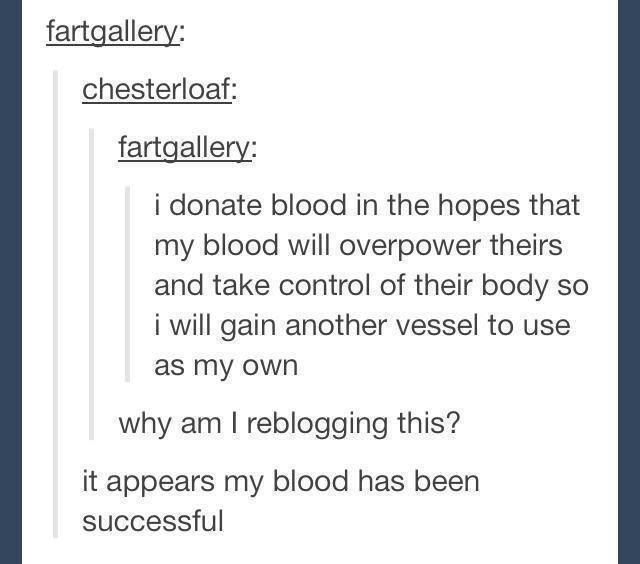 fartgallery:
chesterloaf:
fartgallery:
i donate blood in the hopes that
my blood will overpower theirs
and take control of their body so
i will gain another vessel to use
as my own
why am I reblogging this?
it appears my blood has been
successful